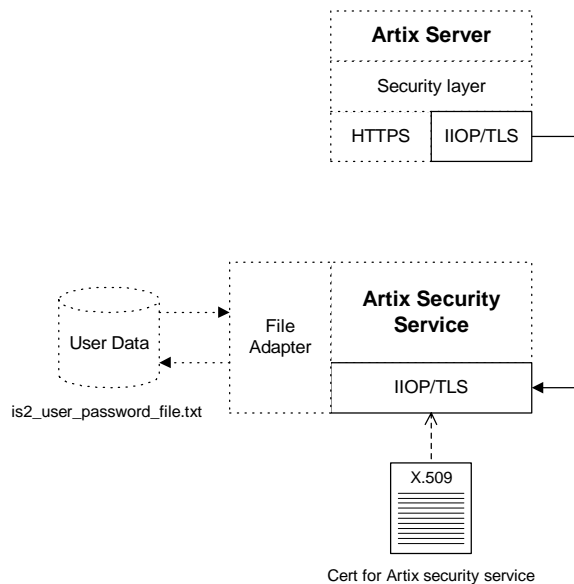 Artix Server
Security layer
HTTPS
IIOP/TLS
User Data
is2_user_password_file.txt
File
Adapter
Artix Security
Service
IIOP/TLS
X.509
Cert for Artix security service